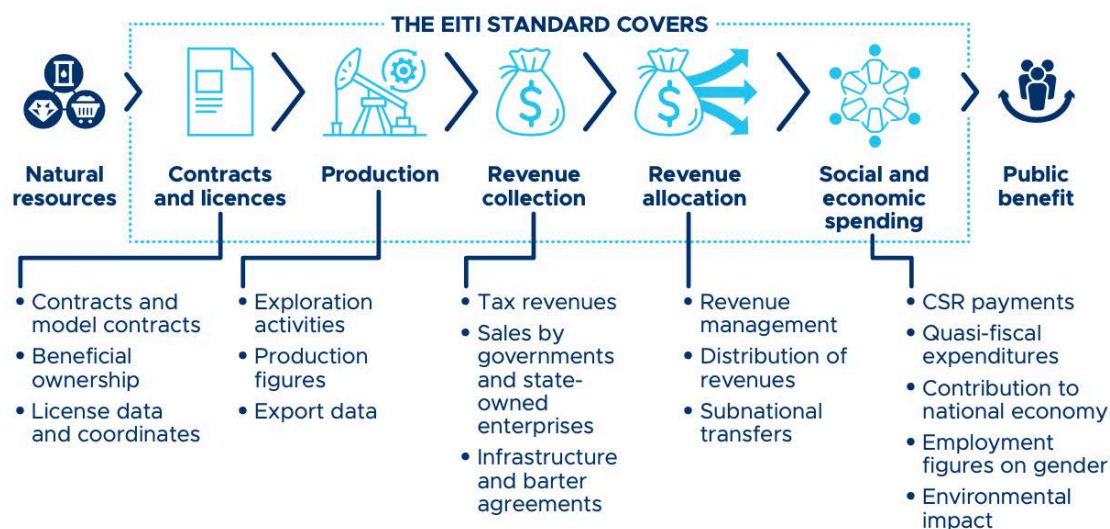 THE EITI STANDARD COVERS
$
$
Natural
resources
Contracts
and licences
Production
Revenue
collection
Revenue
allocation
Social and
economic
spending
Public
benefit
• Contracts and
model contracts
• Beneficial
ownership
• License data
and coordinates
• Exploration
activities
• Production
figures
• Export data
• Tax revenues
• Sales by
governments
and state-
owned
enterprises
• Infrastructure
and barter
agreements
• Revenue
management
• Distribution of
revenues
• Subnational
transfers
• CSR payments
• Quasi-fiscal
expenditures
• Contribution to
national economy
• Employment
figures on gender
• Environmental
impact